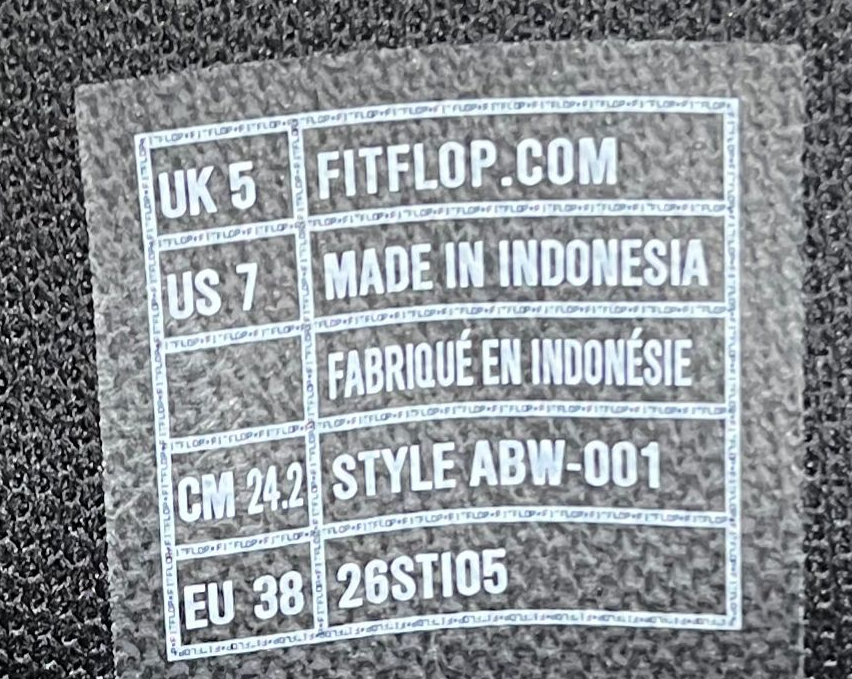 UK 5 FITFLOP.COM
US 7 MADE IN INDONESIA
FABRIQUÉ EN INDONÉSIE
CM 24.2 STYLE ABW-001
EU 38 26STI05